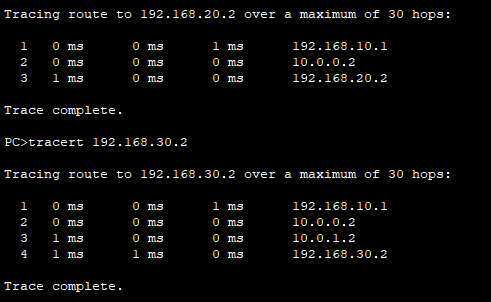 Tracing route to 192.168.20.2 over a maximum of 30 hops:
1 0 ms 0 ms 1 ms 192.168.10.1
2 0 ms 0 ms 0 ms 10.0.0.2
3 1 ms 0 ms 0 ms 192.168.20.2
Trace complete.
PC>tracert 192.168.30.2
Tracing route to 192.168.30.2 over a maximum of 30 hops:
1 0 ms 0 ms 1 ms 192.168.10.1
2 0 ms 0 ms 0 ms 10.0.0.2
3 1 ms 0 ms 0 ms 10.0.1.2
4 1 ms 1 ms 0 ms 192.168.30.2
Trace complete.